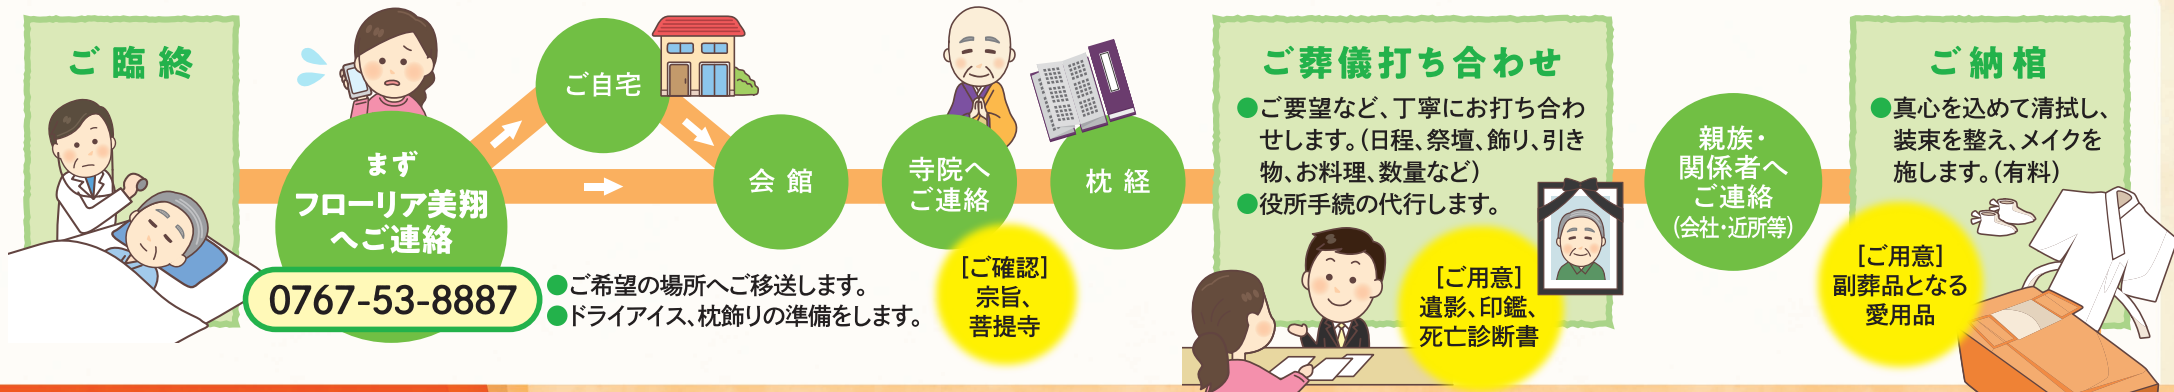 ご臨終
まず
フローリア美翔
へご連絡
0767-53-8887
ご自宅
会館
●ご希望の場所へご移送します。
●ドライアイス、枕飾りの準備をします。
寺院へ
ご連絡
[ご確認]
宗旨、
菩提寺
枕経
ご葬儀打ち合わせ
●ご要望など、丁寧にお打ち合わ
せします。(日程、祭壇、飾り、引き
物、お料理、数量など)
●役所手続の代行します。
[ご用意]
遺影、印鑑、
死亡診断書
親族・
関係者へ
ご連絡
(会社・近所等)
ご納棺
●真心を込めて清拭し、
装束を整え、メイクを
施します。(有料)
[ご用意]
副葬品となる
愛用品